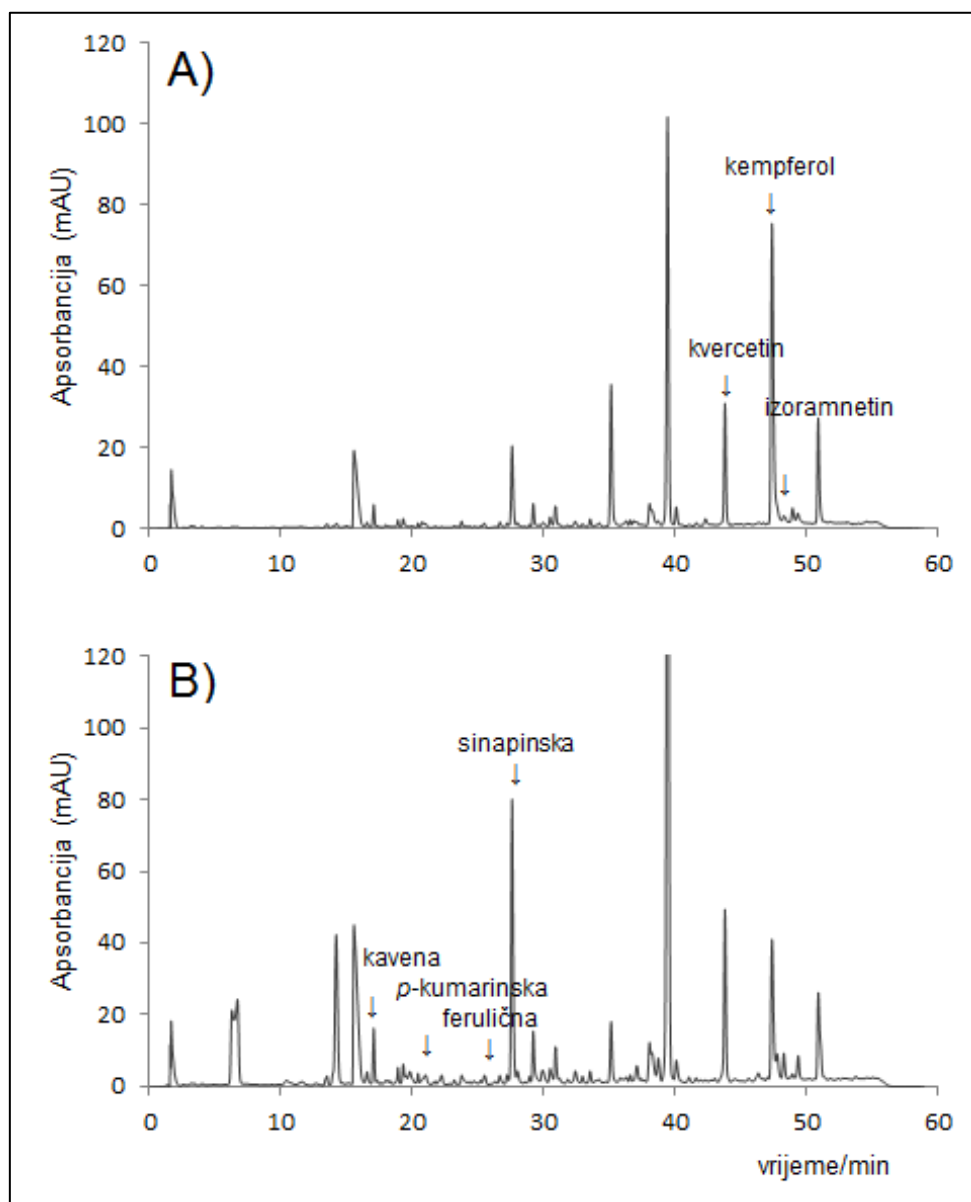 A)
Apsorbancija (mAU)
120
100
80
60
40
20
0
kempferol
↓
kvercetin
↓
izoramnetin
↓
0 10 20 30 40 50 60
B)
Apsorbancija (mAU)
120
100
80
60
40
20
0
sinapinska
↓
kavena
↓
p-kumarinska
↓
ferulična
↓
0 10 20 30 40 50 60
vrijeme/min